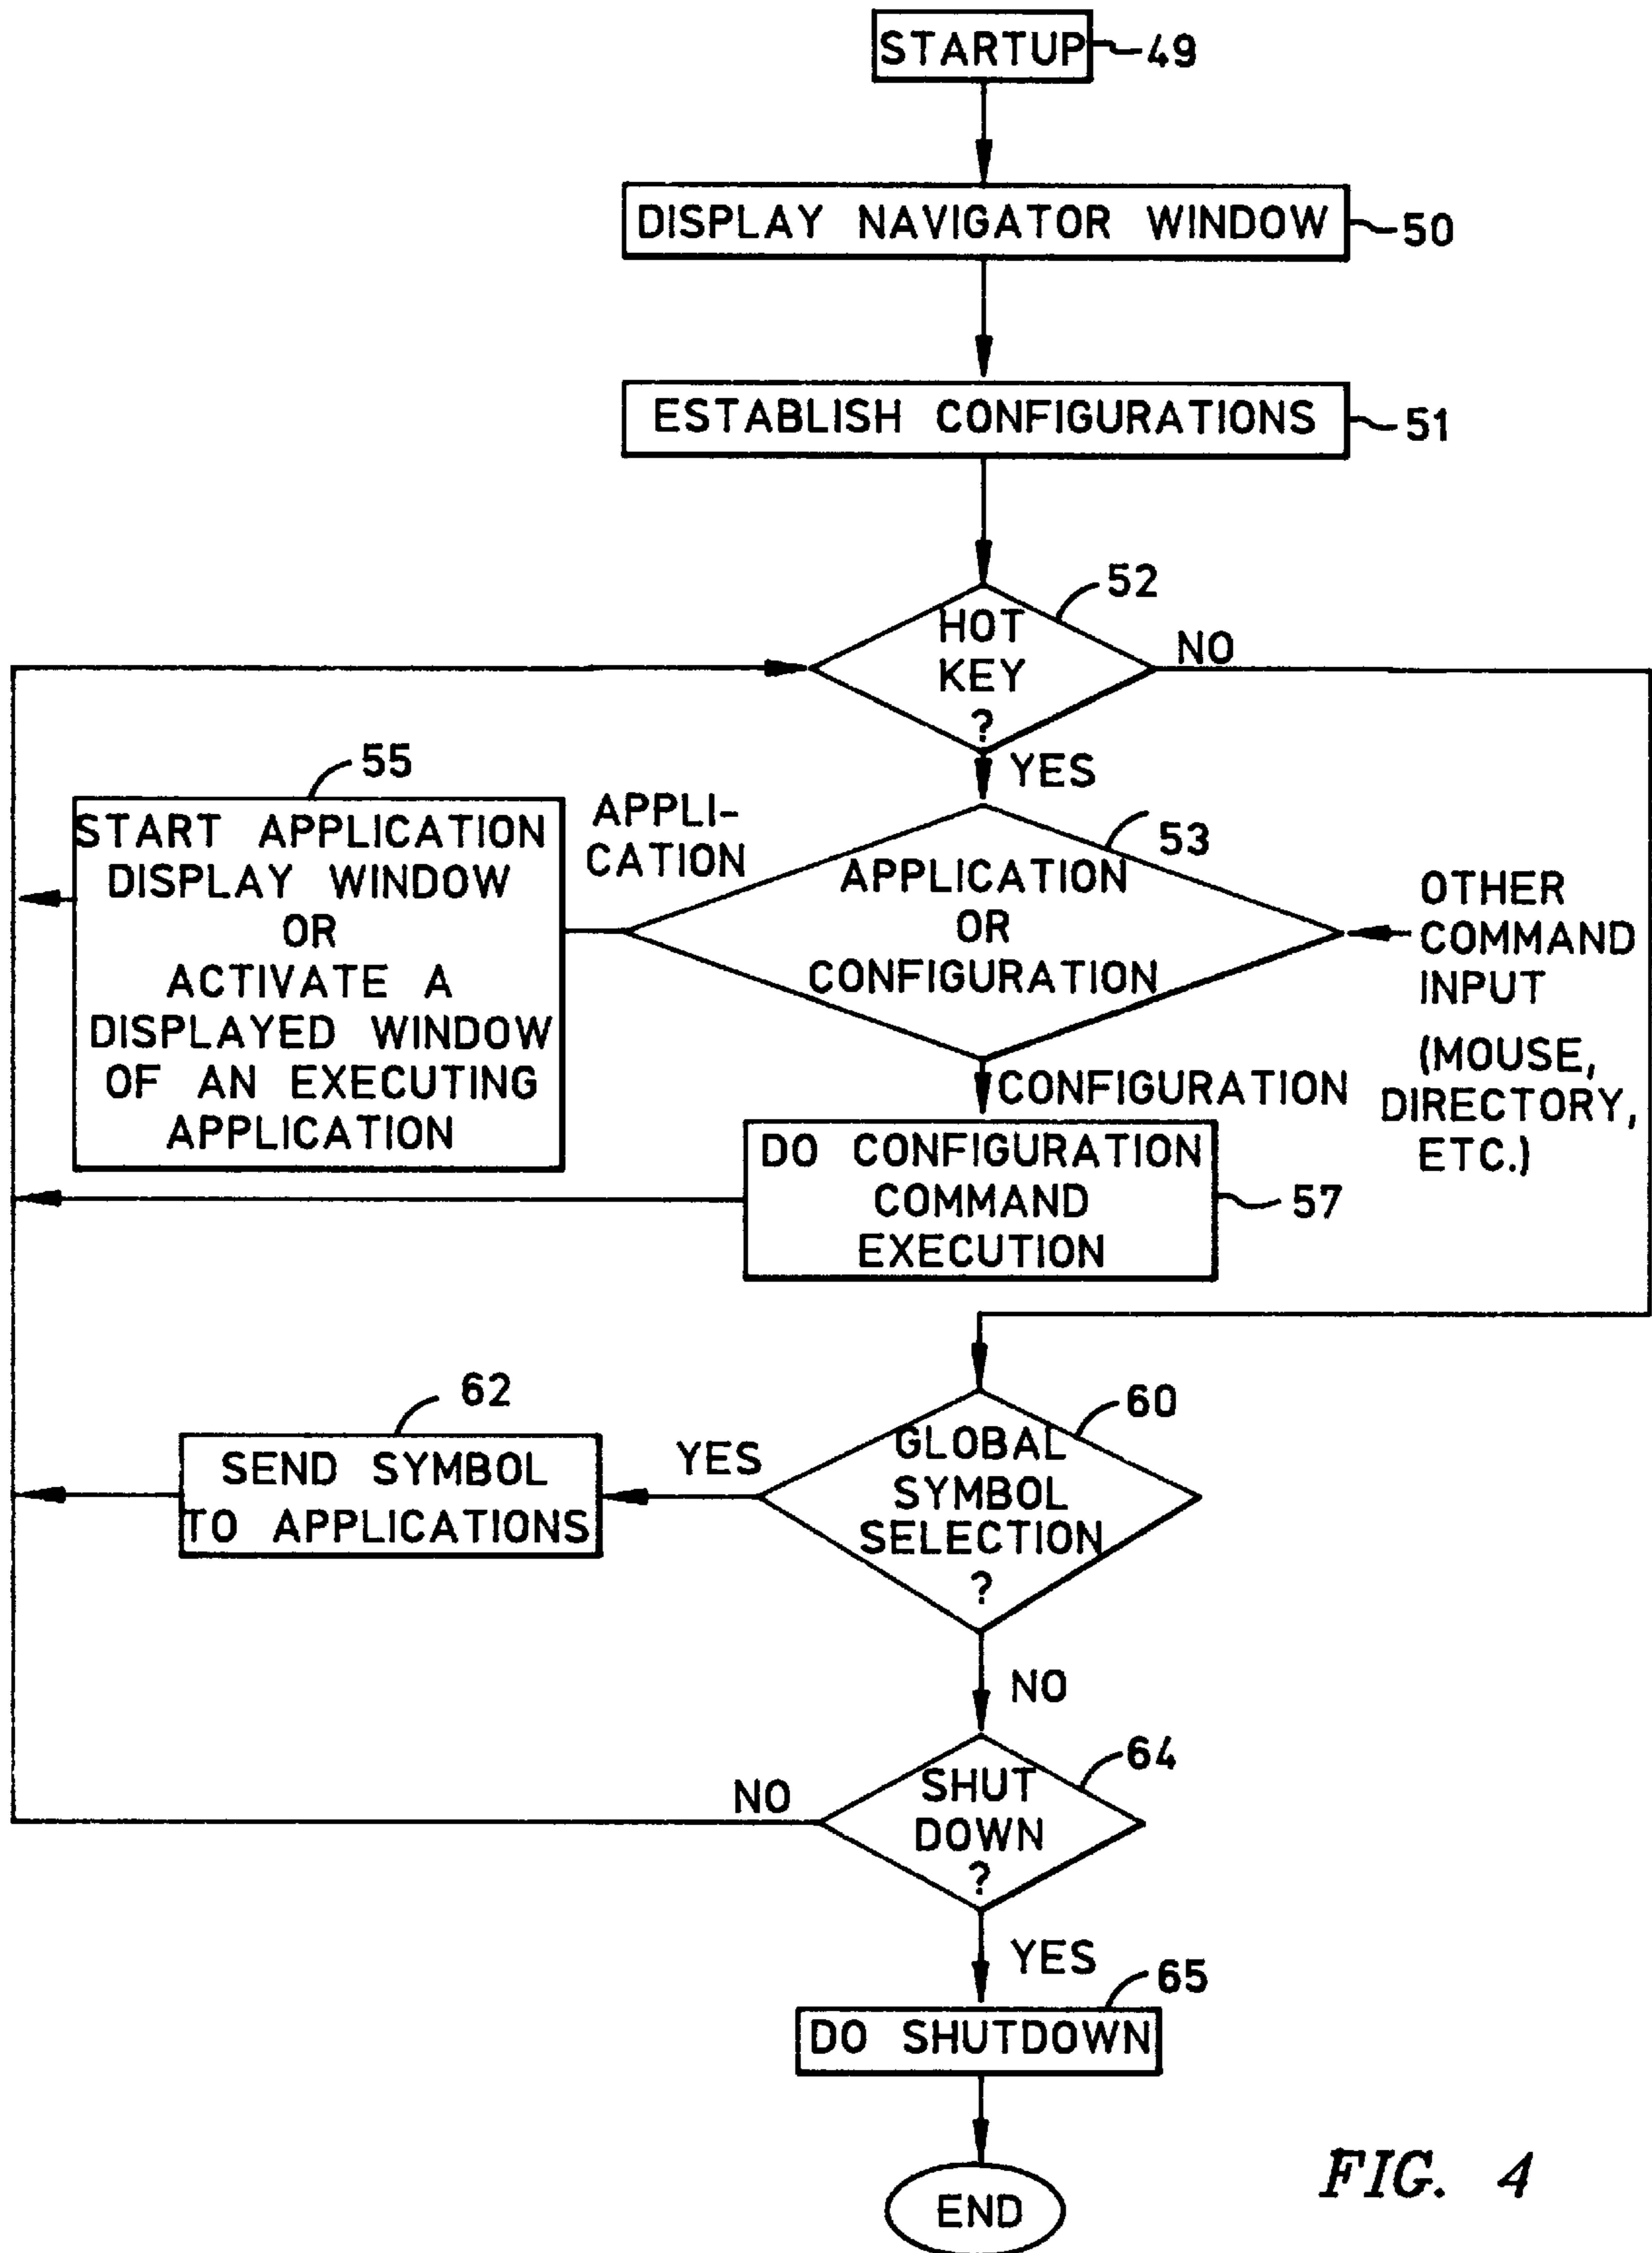 STARTUP 49
DISPLAY NAVIGATOR WINDOW 50
ESTABLISH CONFIGURATIONS 51
52
HOT
KEY
?
NO
YES
55
START APPLICATION
DISPLAY WINDOW
OR
ACTIVATE A
DISPLAYED WINDOW
OF AN EXECUTING
APPLICATION
APPLI-
CATION
53
APPLICATION
OR
CONFIGURATION
OTHER
COMMAND
INPUT
(MOUSE,
DIRECTORY,
ETC.)
CONFIGURATION
DO CONFIGURATION
COMMAND
EXECUTION
57
60
GLOBAL
SYMBOL
SELECTION
?
YES
62
SEND SYMBOL
TO APPLICATIONS
NO
64
SHUT
DOWN
?
NO
YES
65
DO SHUTDOWN
END
FIG. 4